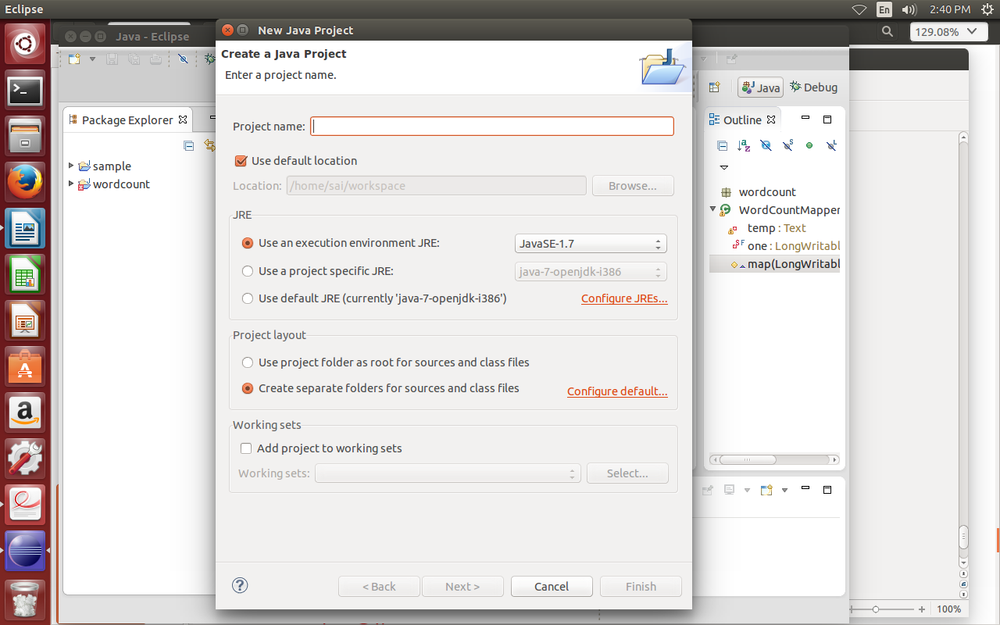 Eclipse
En
2:40 PM
Java - Eclipse
New Java Project
129.08%
Create a Java Project
Enter a project name.
Java
Debug
Package Explorer
Outline
Project name:
sample
wordcount
Use default location
Location:
/home/sai/workspace
Browse...
JRE
Use an execution environment JRE:
JavaSE-1.7
Use a project specific JRE:
java-7-openjdk-i386
Use default JRE (currently 'java-7-openjdk-i386')
Configure JREs...
Project layout
Use project folder as root for sources and class files
Create separate folders for sources and class files
Configure default...
Working sets
Add project to working sets
Working sets:
Select...
< Back
Next >
Cancel
Finish
wordcount
WordCountMapper
temp : Text
one : LongWritabl
map(LongWritabl
100%